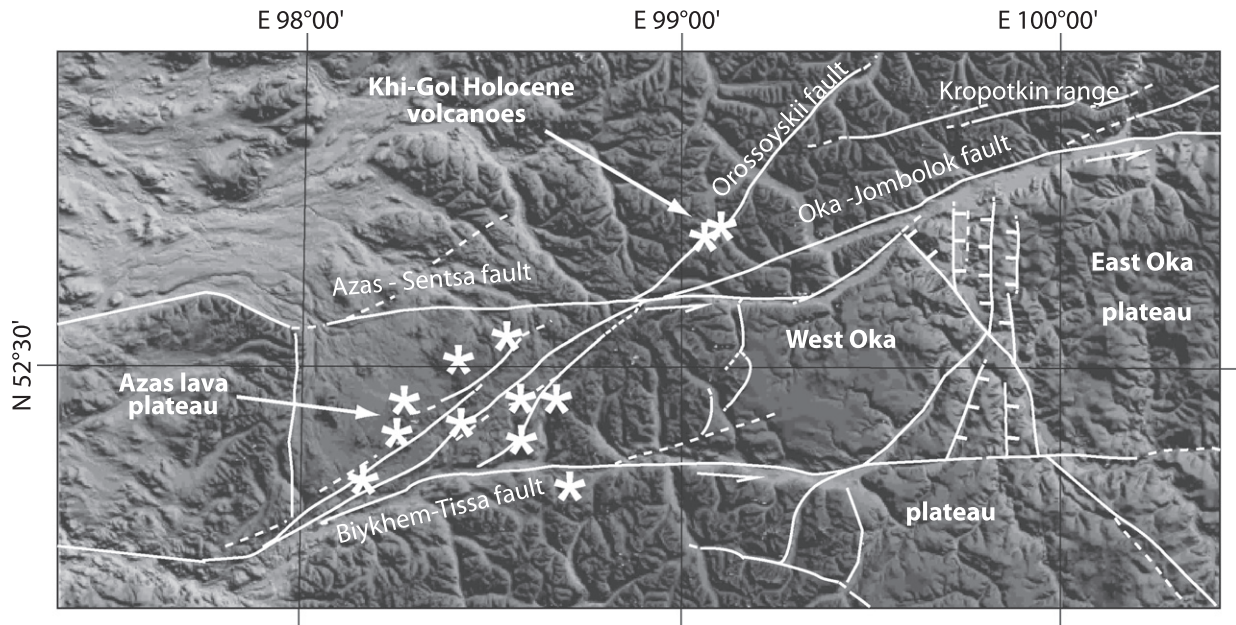 E 98°00'
E 99°00'
E 100°00'
Khi-Gol Holocene
volcanoes
Orossoyskii fault
Kropotkin range
Oka -Jombolok fault
Azas - Sentsa fault
East Oka
plateau
West Oka
N 52°30'
Azas lava
plateau
Biykhem-Tissa fault
plateau